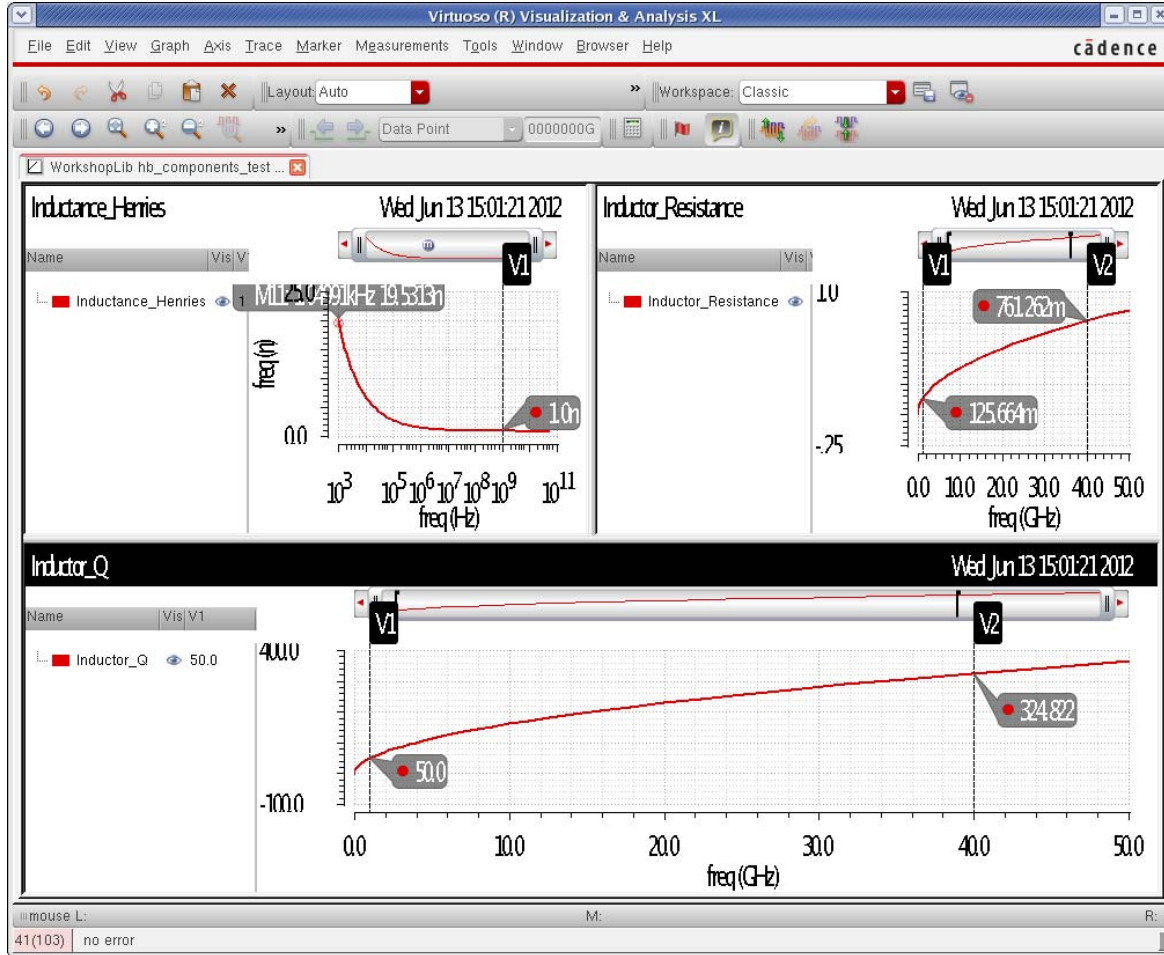 Virtuoso (R) Visualization & Analysis XL
File Edit View Graph Axis Trace Marker Measurements Tools Window Browser Help
cādence
Layout: Auto » Workspace: Classic
» Data Point 0000000G
WorkshopLib hb_components_test ...
Inductance_Henries Wed Jun 13 15:01:21 2012
Name Vis V
Inductance_Henries 1
V1
25.0
19.5313n
freq (n)
1.0n
0.0
10^3 10^5 10^6 10^7 10^8 10^9 10^11
freq (Hz)
Inductor_Resistance Wed Jun 13 15:01:21 2012
Name Vis
Inductor_Resistance
V1 V2
1.0
761.262m
125.664m
-.25
0.0 10.0 20.0 30.0 40.0 50.0
freq (GHz)
Inductor_Q Wed Jun 13 15:01:21 2012
Name Vis V1
Inductor_Q 50.0
V1 V2
400.0
324.822
50.0
-100.0
0.0 10.0 20.0 30.0 40.0 50.0
freq (GHz)
mouse L: M: R:
41(103) no error